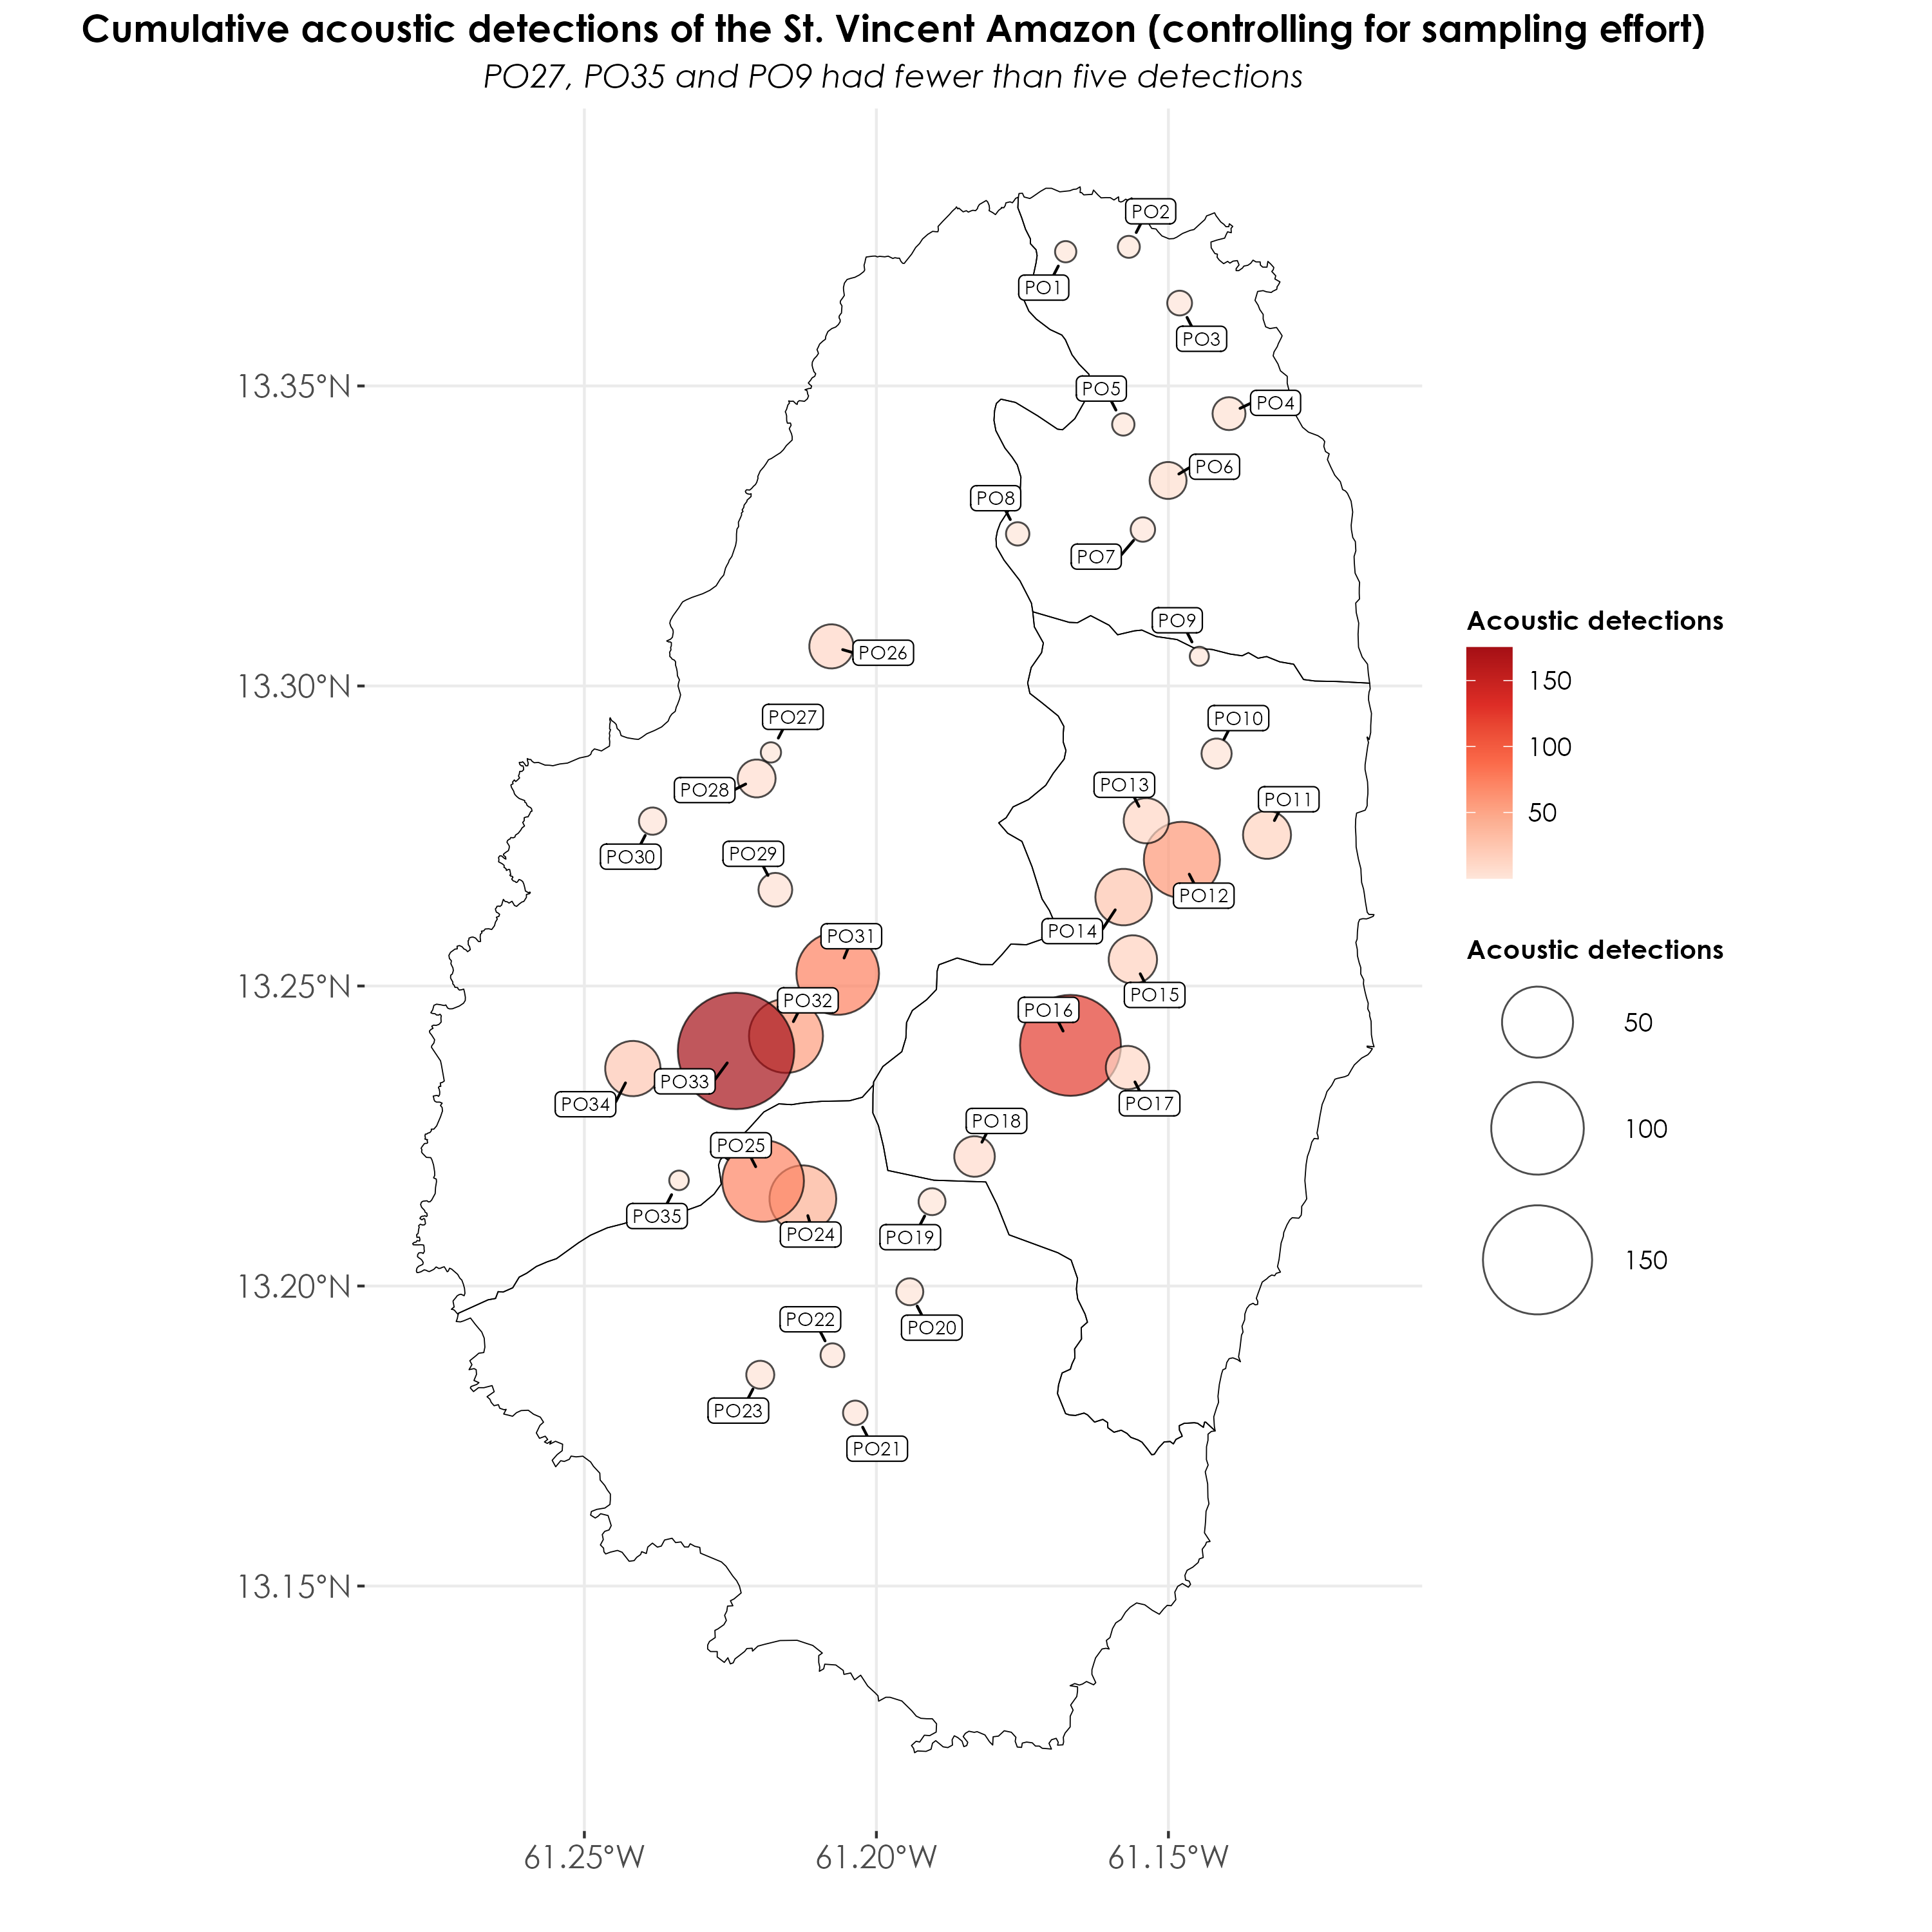 Cumulative acoustic detections of the St. Vincent Amazon (controlling for sampling effort)
PO27, PO35 and PO9 had fewer than five detections
PO2
PO1
PO3
13.35°N
PO5
PO4
PO6
PO8
PO7
PO9
PO26
13.30°N
PO27
PO10
PO28
PO13
PO11
PO30
PO29
PO12
PO14
PO31
13.25°N
PO15
PO32
PO16
PO33
PO34
PO17
PO18
PO25
PO35
PO24
PO19
13.20°N
PO22
PO20
PO23
PO21
13.15°N
61.25°W
61.20°W
61.15°W
Acoustic detections
150
100
50
Acoustic detections
50
100
150